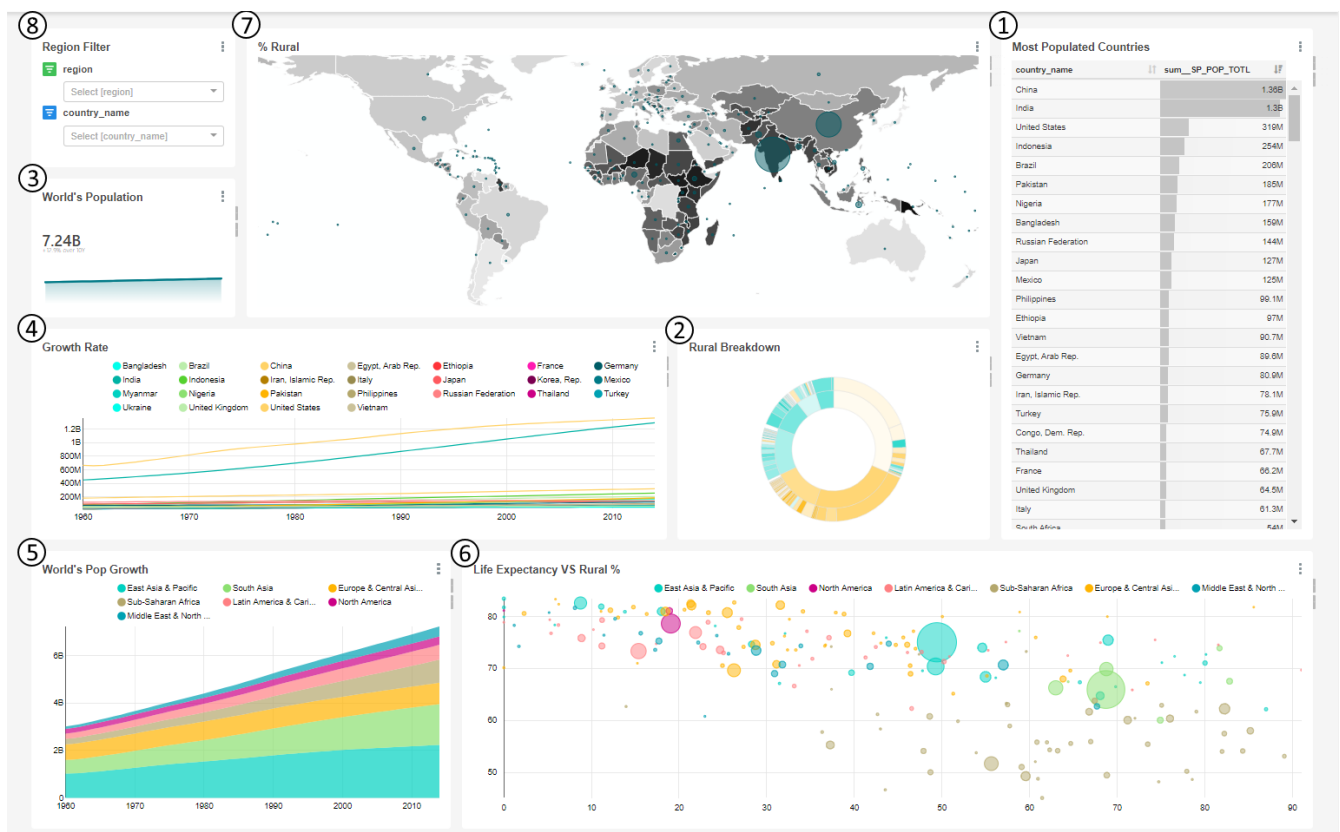 ⑧
Region Filter
region
Select [region]
country_name
Select [country_name]
⑦
% Rural
①
Most Populated Countries
country_name sum__SP_POP_TOTL
China 1.36B
India 1.3B
United States 319M
Indonesia 254M
Brazil 206M
Pakistan 185M
Nigeria 177M
Bangladesh 159M
Russian Federation 144M
Japan 127M
Mexico 125M
Philippines 99.1M
Ethiopia 97M
Vietnam 90.7M
Egypt, Arab Rep. 89.6M
Germany 80.9M
Iran, Islamic Rep. 78.1M
Turkey 75.9M
Congo, Dem. Rep. 74.9M
Thailand 67.7M
France 66.2M
United Kingdom 64.5M
Italy 61.3M
South Africa 54M
③
World's Population
7.24B
④
Growth Rate
Bangladesh Brazil China Egypt, Arab Rep. Ethiopia France Germany
India Indonesia Iran, Islamic Rep. Italy Japan Korea, Rep. Mexico
Myanmar Nigeria Pakistan Philippines Russian Federation Thailand Turkey
Ukraine United Kingdom United States Vietnam
1.2B
1B
800M
600M
400M
200M
1960 1970 1980 1990 2000 2010
②
Rural Breakdown
⑤
World's Pop Growth
East Asia & Pacific South Asia Europe & Central Asi...
Sub-Saharan Africa Latin America & Cari... North America
Middle East & North ...
6B
4B
2B
0
1960 1970 1980 1990 2000 2010
⑥
Life Expectancy VS Rural %
East Asia & Pacific South Asia North America Latin America & Cari... Sub-Saharan Africa Europe & Central Asi... Middle East & North ...
80
70
60
50
0 10 20 30 40 50 60 70 80 90